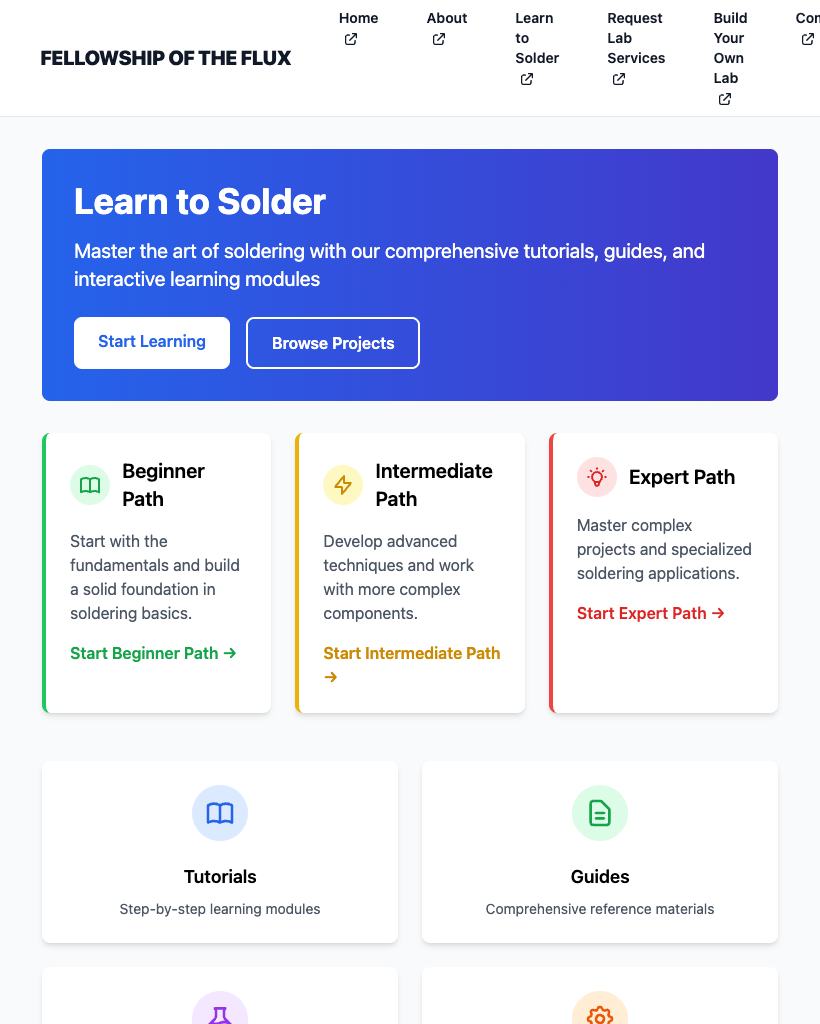 FELLOWSHIP OF THE FLUX
Home
About
Learn
to
Solder
Request
Lab
Services
Build
Your
Own
Lab
Learn to Solder
Master the art of soldering with our comprehensive tutorials, guides, and
interactive learning modules
Start Learning
Browse Projects
Beginner
Path
Start with the
fundamentals and build
a solid foundation in
soldering basics.
Start Beginner Path →
Intermediate
Path
Develop advanced
techniques and work
with more complex
components.
Start Intermediate Path
→
Expert Path
Master complex
projects and specialized
soldering applications.
Start Expert Path →
Tutorials
Step-by-step learning modules
Guides
Comprehensive reference materials